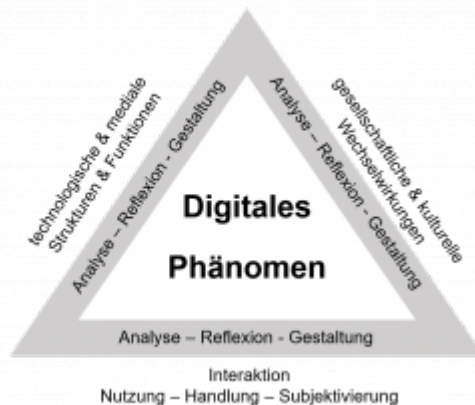 technologische & mediale
Strukturen & Funktionen
Analyse – Reflexion - Gestaltung
gesellschaftliche & kulturelle
Wechselwirkungen
Analyse – Reflexion - Gestaltung
Digitales
Phänomen
Analyse – Reflexion - Gestaltung
Interaktion
Nutzung – Handlung – Subjektivierung